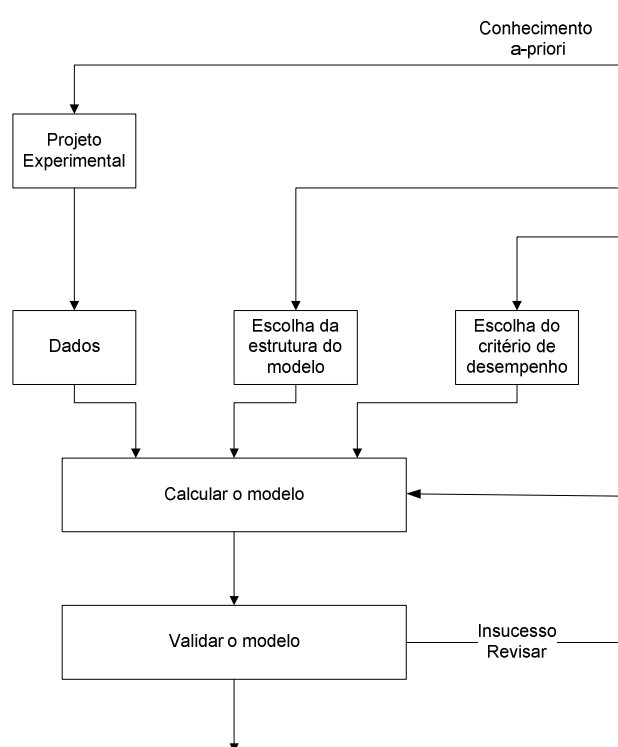 Conhecimento
a-priori
Projeto
Experimental
Dados
Escolha da
estrutura do
modelo
Escolha do
critério de
desempenho
Calcular o modelo
Validar o modelo
Insucesso
Revisar